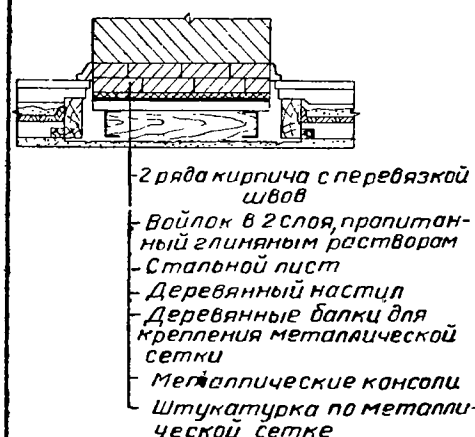 2 ряда кирпича с перевязкой
швов
Войлок в 2 слоя, пропитан-
ный глиняным раствором
Стальной лист
Деревянный настил
Деревянные балки для
крепления металлической
сетки
Металлические консоли
Штукатурка по металли-
ческой сетке